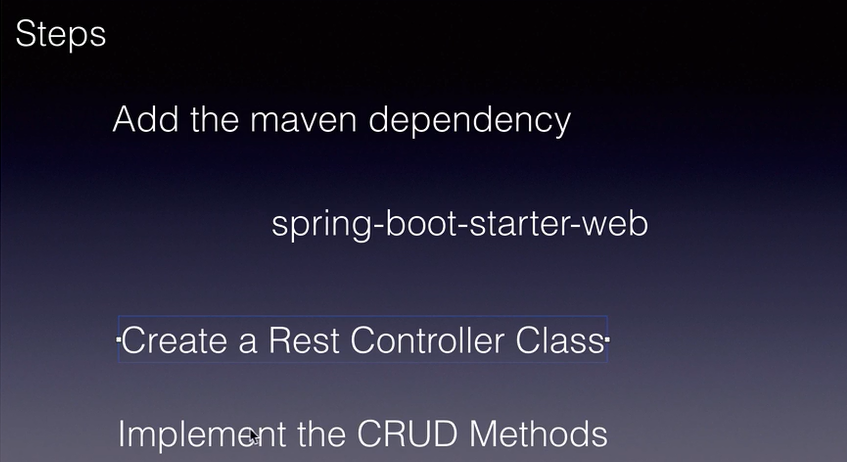 Steps
Add the maven dependency
spring-boot-starter-web
Create a Rest Controller Class
Implement the CRUD Methods